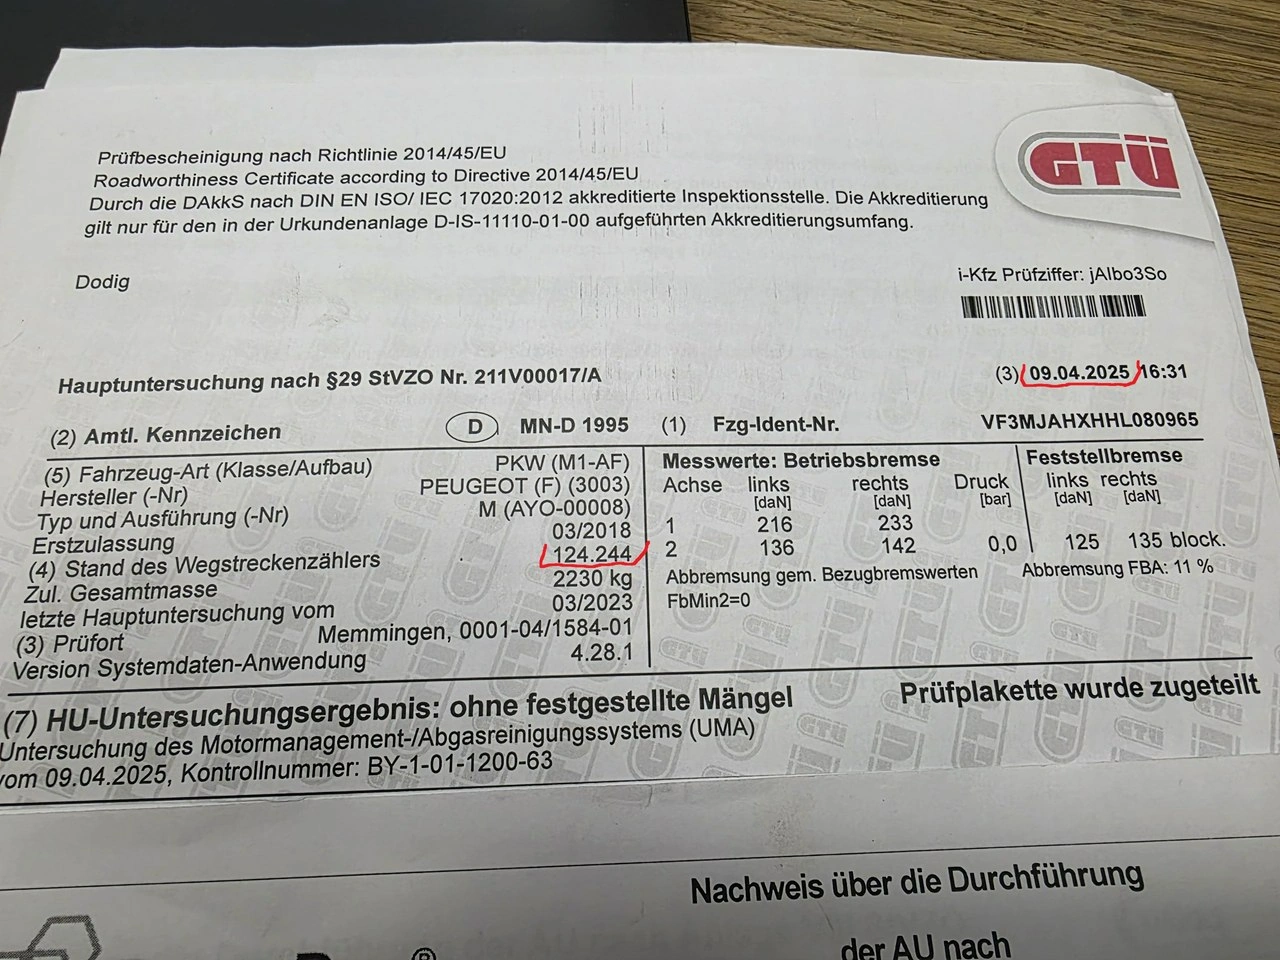 GTÜ
Prüfbescheinigung nach Richtlinie 2014/45/EU
Roadworthiness Certificate according to Directive 2014/45/EU
Durch die DAkkS nach DIN EN ISO/ IEC 17020:2012 akkreditierte Inspektionsstelle. Die Akkreditierung
gilt nur für den in der Urkundenanlage D-IS-11110-01-00 aufgeführten Akkreditierungsumfang.
Dodig
i-Kfz Prüfziffer: jAlbo3So
Hauptuntersuchung nach §29 StVZO Nr. 211V00017/A
(3) 09.04.2025 16:31
(2) Amtl. Kennzeichen D MN-D 1995 (1) Fzg-Ident-Nr. VF3MJAHXHHL080965
(5) Fahrzeug-Art (Klasse/Aufbau) PKW (M1-AF)
Hersteller (-Nr) PEUGEOT (F) (3003)
Typ und Ausführung (-Nr) M (AYO-00008)
Erstzulassung 03/2018
(4) Stand des Wegstreckenzählers 124.244
Zul. Gesamtmasse 2230 kg
letzte Hauptuntersuchung vom 03/2023
(3) Prüfort Memmingen, 0001-04/1584-01
Version Systemdaten-Anwendung 4.28.1
Messwerte: Betriebsbremse Feststellbremse
Achse links rechts Druck links rechts
[daN] [daN] [bar] [daN] [daN]
1 216 233
2 136 142 0,0 125 135 block.
Abbremsung gem. Bezugbremswerten Abbremsung FBA: 11 %
FbMin2=0
(7) HU-Untersuchungsergebnis: ohne festgestellte Mängel Prüfplakette wurde zugeteilt
Untersuchung des Motormanagement-/Abgasreinigungssystems (UMA)
vom 09.04.2025, Kontrollnummer: BY-1-01-1200-63
Nachweis über die Durchführung
der AU nach